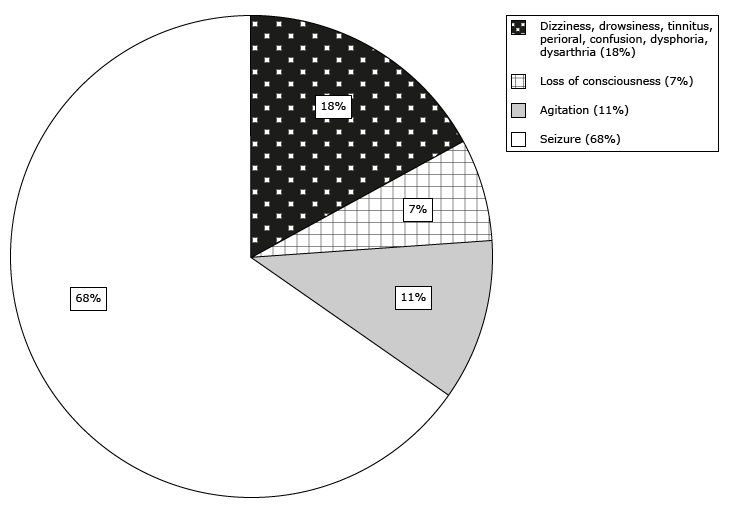 18%
7%
11%
68%
Dizziness, drowsiness, tinnitus,
perioral, confusion, dysphoria,
dysarthria (18%)
Loss of consciousness (7%)
Agitation (11%)
Seizure (68%)